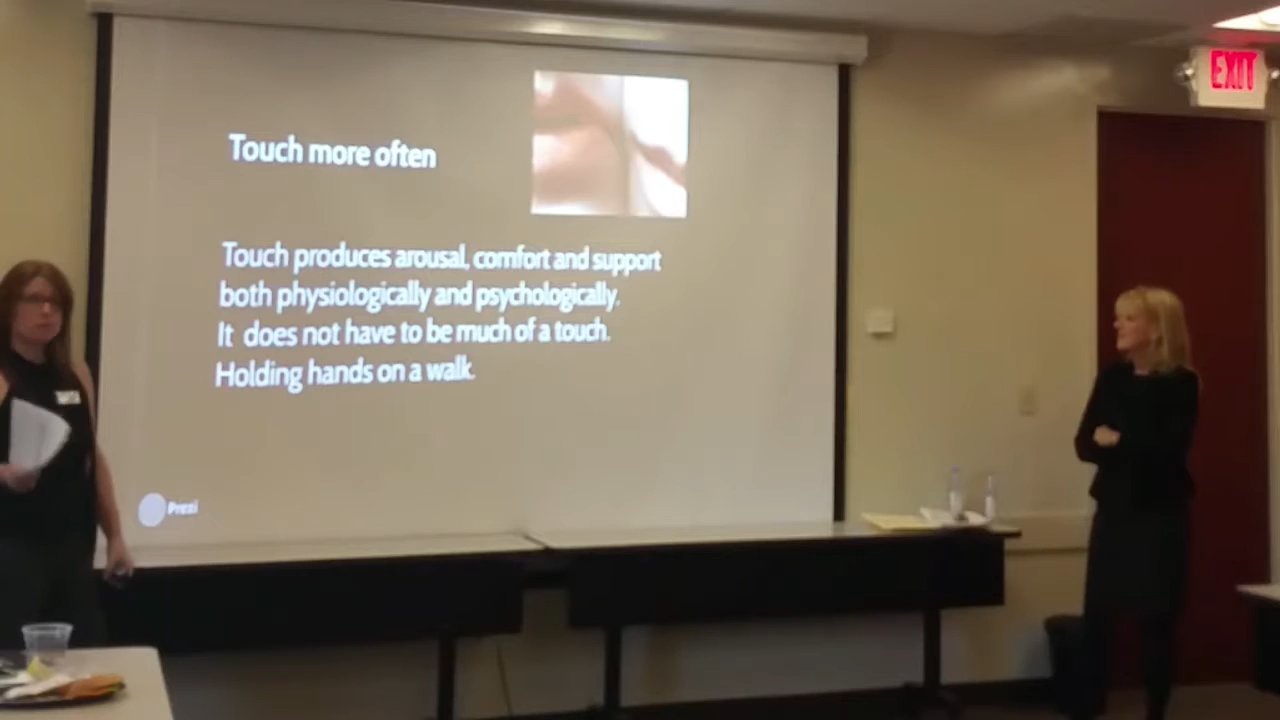 EXIT
Touch more often
Touch produces arousal, comfort and support
both physiologically and psychologically.
It does not have to be much of a touch.
Holding hands on a walk.
Prezi